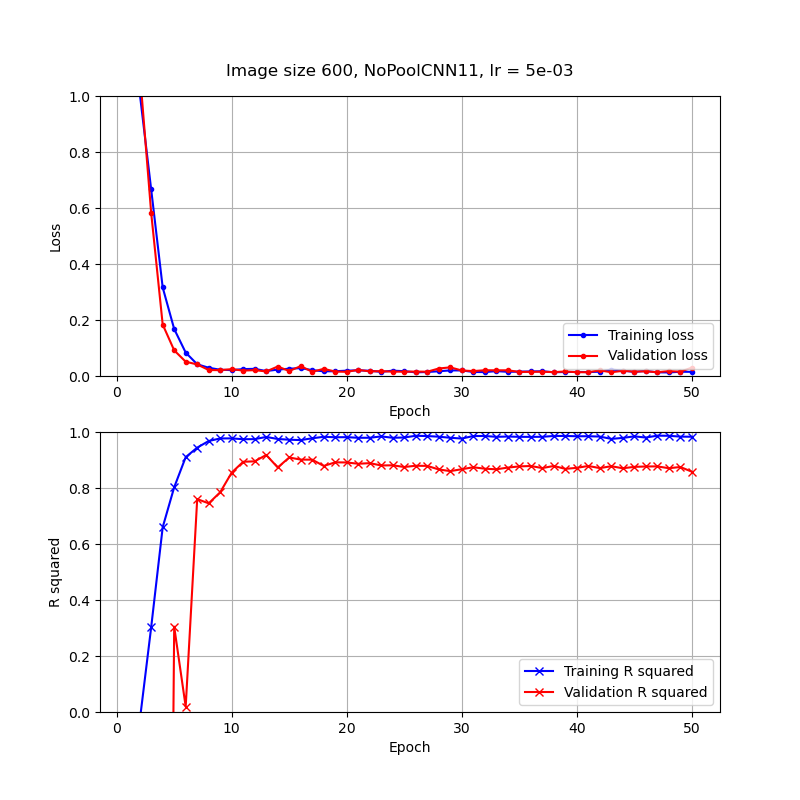 Image size 600, NoPoolCNN11, lr = 5e-03
1.0
0.8
0.6
0.4
0.2
0.0
Loss
Training loss
Validation loss
0 10 20 30 40 50
Epoch
1.0
0.8
0.6
0.4
0.2
0.0
R squared
Training R squared
Validation R squared
0 10 20 30 40 50
Epoch